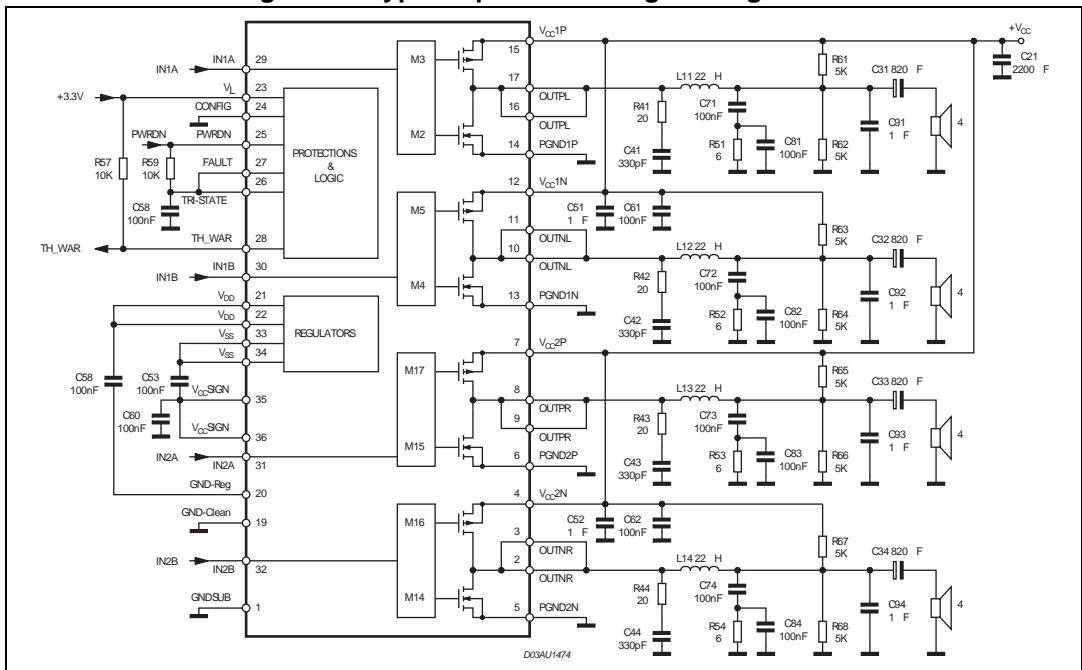 +VCC
VCC1P
15
IN1A
29
M3
R61
5K
C31 820 F
C21
2200 F
+3.3V
VL
23
17
OUTPL
L11 22 H
CONFIG
24
M2
16
OUTPL
R41
20
C71
100nF
C91
1 F
4
PWRDN
PWRDN
25
PROTECTIONS
&
LOGIC
14
PGND1P
C41
330pF
R51
6
C81
100nF
R62
5K
R57
10K
R59
10K
FAULT
27
26
TRI-STATE
C58
100nF
12
VCC1N
M5
C51
1 F
C61
100nF
11
OUTNL
R63
5K
C32 820 F
TH_WAR
TH_WAR
28
10
OUTNL
L12 22 H
IN1B
30
M4
R42
20
C72
100nF
C92
1 F
4
13
PGND1N
C42
330pF
R52
6
C82
100nF
R64
5K
VDD
21
VDD
22
REGULATORS
VSS
33
VSS
34
7
VCC2P
M17
R65
5K
C33 820 F
C58
100nF
C53
100nF
VCCSIGN
35
8
OUTPR
L13 22 H
C60
100nF
9
OUTPR
R43
20
C73
100nF
C93
1 F
4
VCCSIGN
36
M15
IN2A
IN2A
31
6
PGND2P
C43
330pF
R53
6
C83
100nF
R66
5K
GND-Reg
20
4
VCC2N
GND-Clean
19
M16
C52
1 F
C62
100nF
3
OUTNR
R67
5K
C34 820 F
IN2B
IN2B
32
2
OUTNR
L14 22 H
M14
R44
20
C74
100nF
C94
1 F
4
GNDSUB
1
5
PGND2N
C44
330pF
R54
6
C84
100nF
R68
5K
D03AU1474